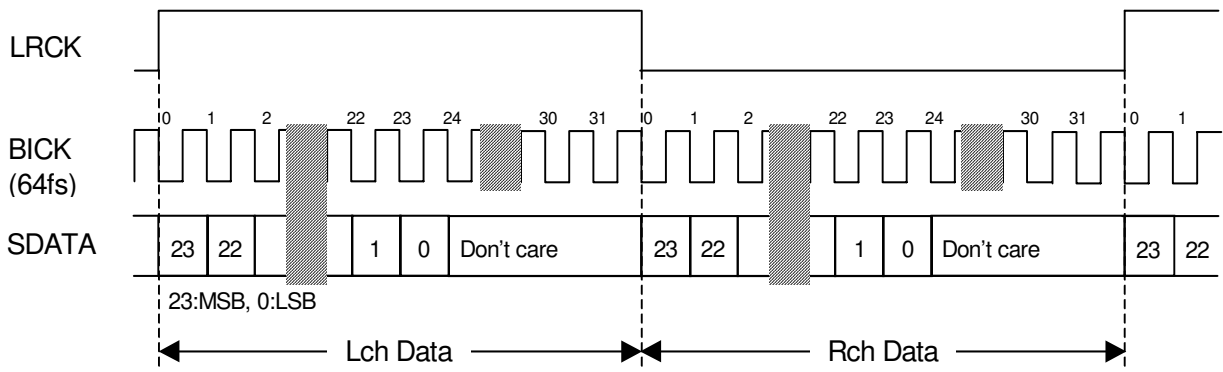 LRCK
0 1 2 22 23 24 30 31 0 1 2 22 23 24 30 31 0 1
BICK
(64fs)
SDATA 23 22 1 0 Don't care 23 22 1 0 Don't care 23 22
23:MSB, 0:LSB
Lch Data Rch Data